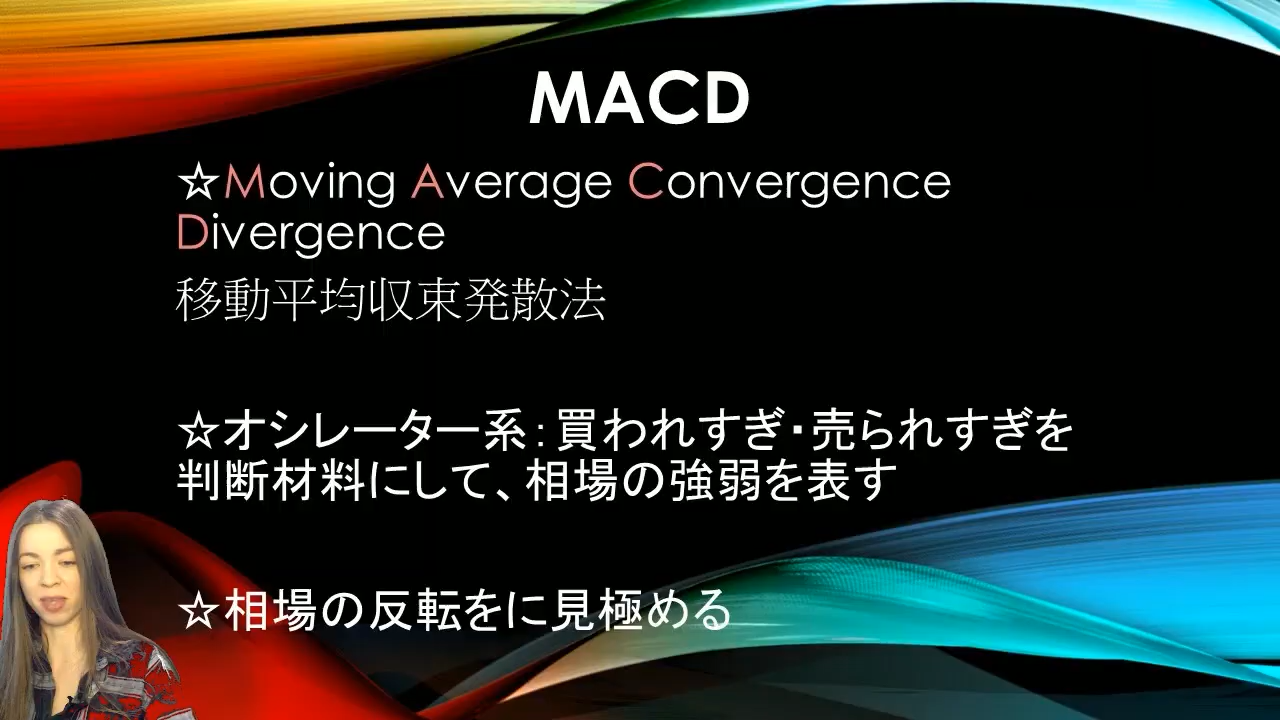 MACD
☆Moving Average Convergence
Divergence
移動平均収束発散法
☆オシレーター系：買われすぎ・売られすぎを
判断材料にして、相場の強弱を表す
☆相場の反転をに見極める